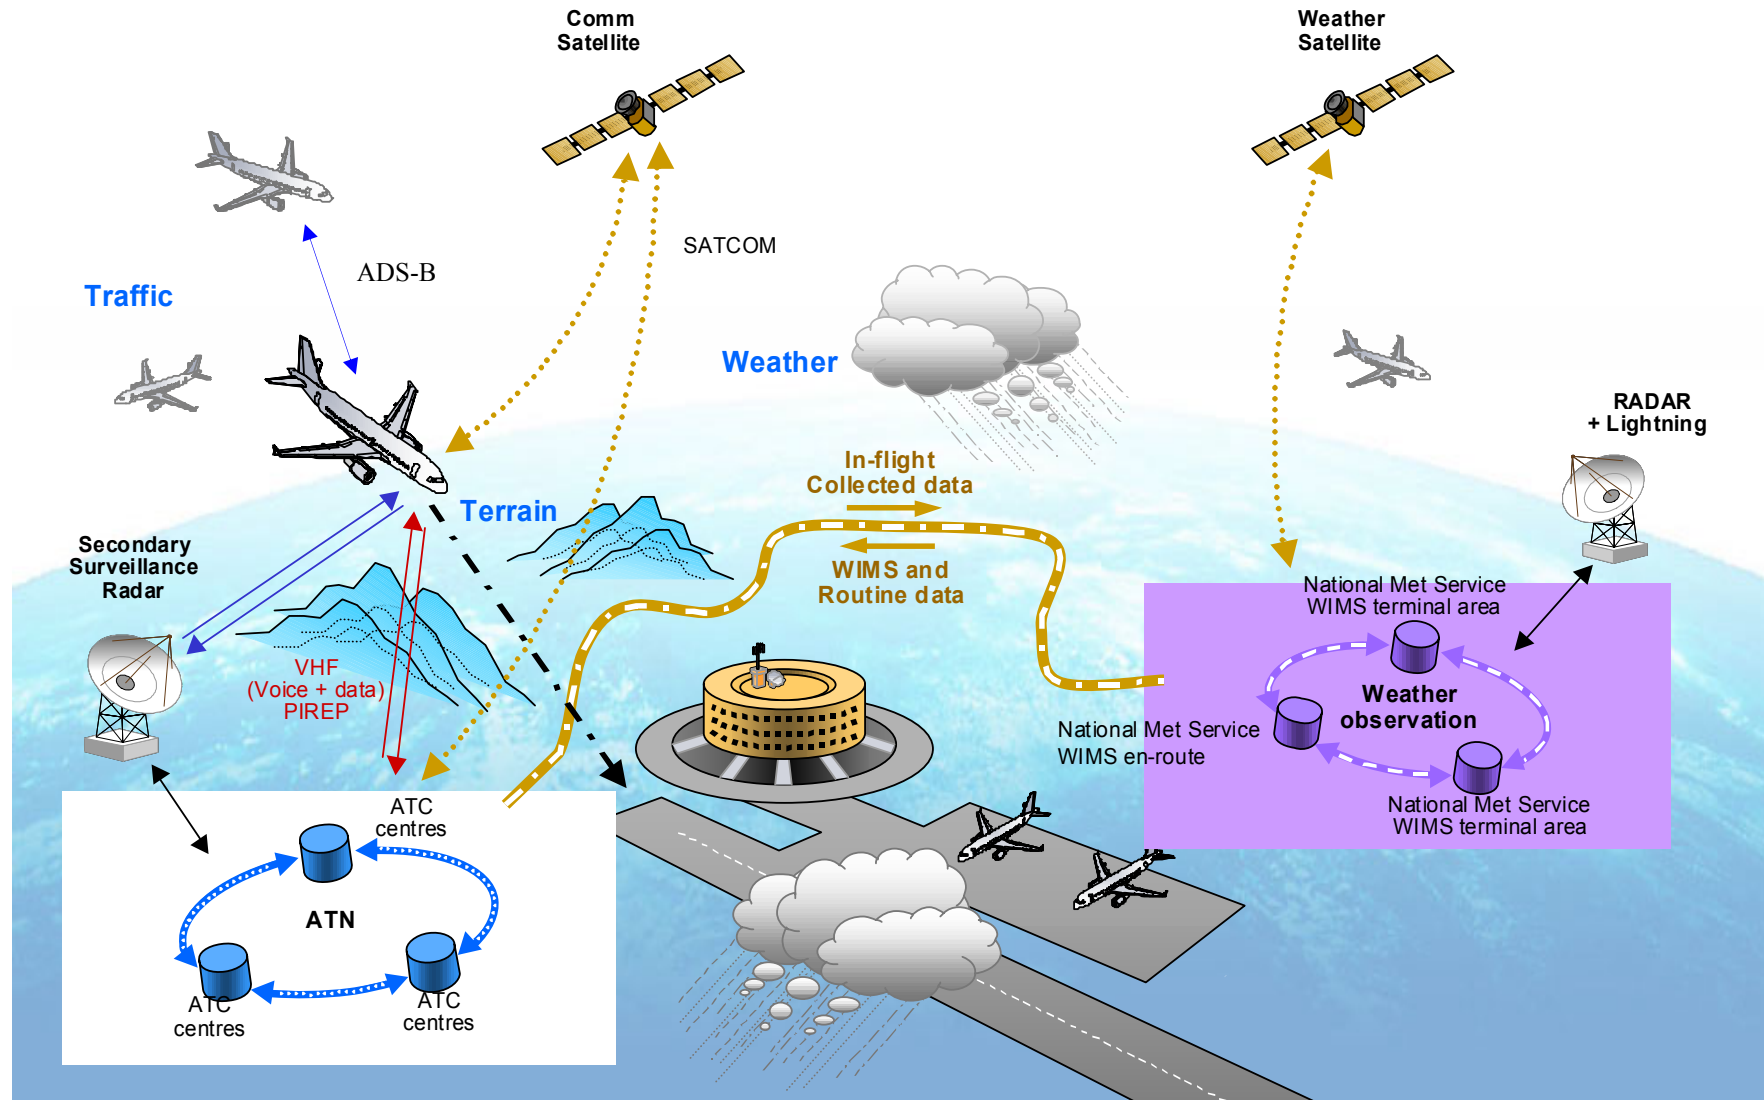 Comm
Satellite
Weather
Satellite
SATCOM
ADS-B
Traffic
Weather
RADAR
+ Lightning
In-flight
Collected data
Terrain
Secondary
Surveillance
Radar
WIMS and
Routine data
National Met Service
WIMS terminal area
VHF
(Voice + data)
PIREP
Weather
observation
National Met Service
WIMS en-route
National Met Service
WIMS terminal area
ATC
centres
ATN
ATC
centres
ATC
centres